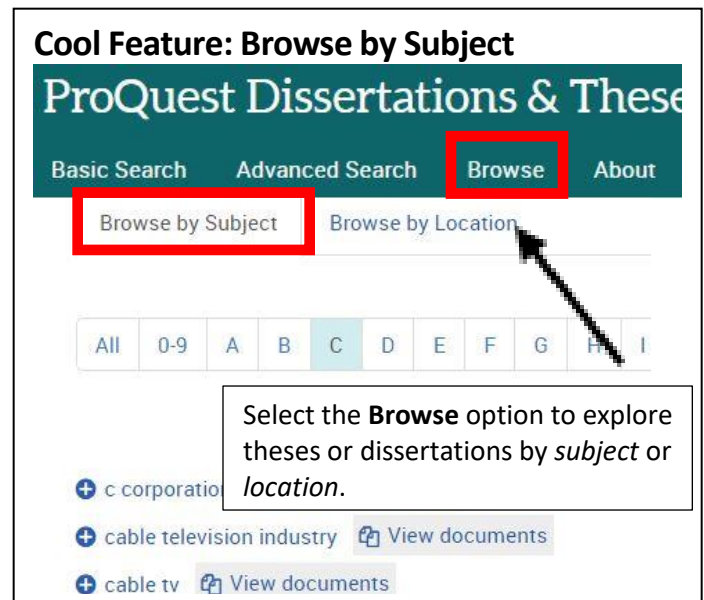 Cool Feature: Browse by Subject
ProQuest Dissertations & These
Basic Search Advanced Search Browse About
Browse by Subject Browse by Location
All 0-9 A B C D E F G H I
Select the Browse option to explore
theses or dissertations by subject or
location.
c corporatio
cable television industry View documents
cable tv View documents